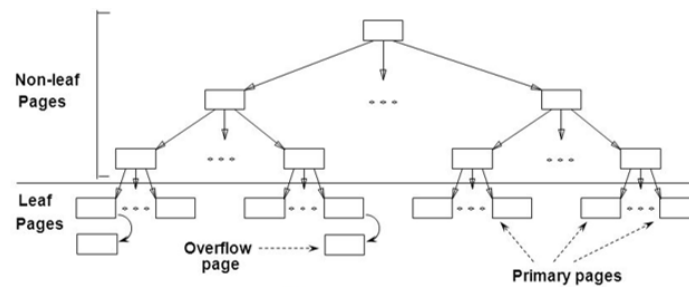 Non-leaf
Pages
Leaf
Pages
Overflow
page
Primary pages